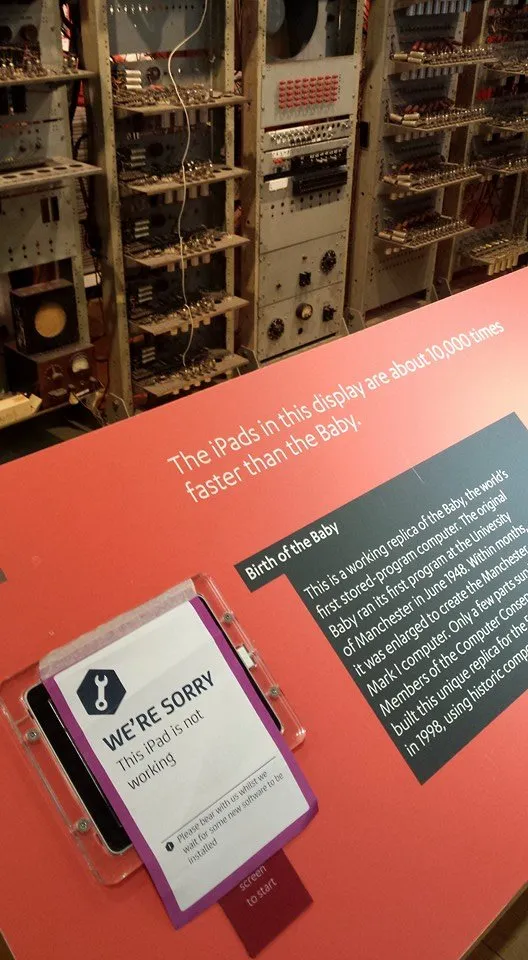 The iPads in this display are about 10,000 times
faster than the Baby.
Birth of the Baby
This is a working replica of the Baby, the world's
first stored-program computer. The original
Baby ran its first program at the University
of Manchester in June 1948. Within months,
it was enlarged to create the Manchester
Mark I computer. Only a few parts
Members of the Computer
built this unique replica for the
in 1998, using historic
WE'RE SORRY
This iPad is not
working
Please bear with us whilst we
wait for some new software to be
installed
screen
to start